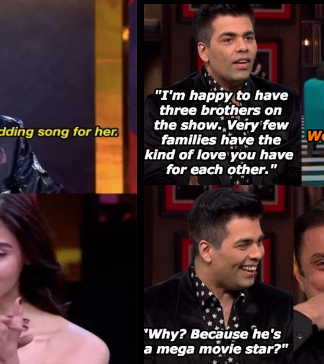 dding song for her.
"I'm happy to have
three brothers on
the show. Very few
families have the
kind of love you have
for each other."
We
"Why? Because he's
a mega movie star?"